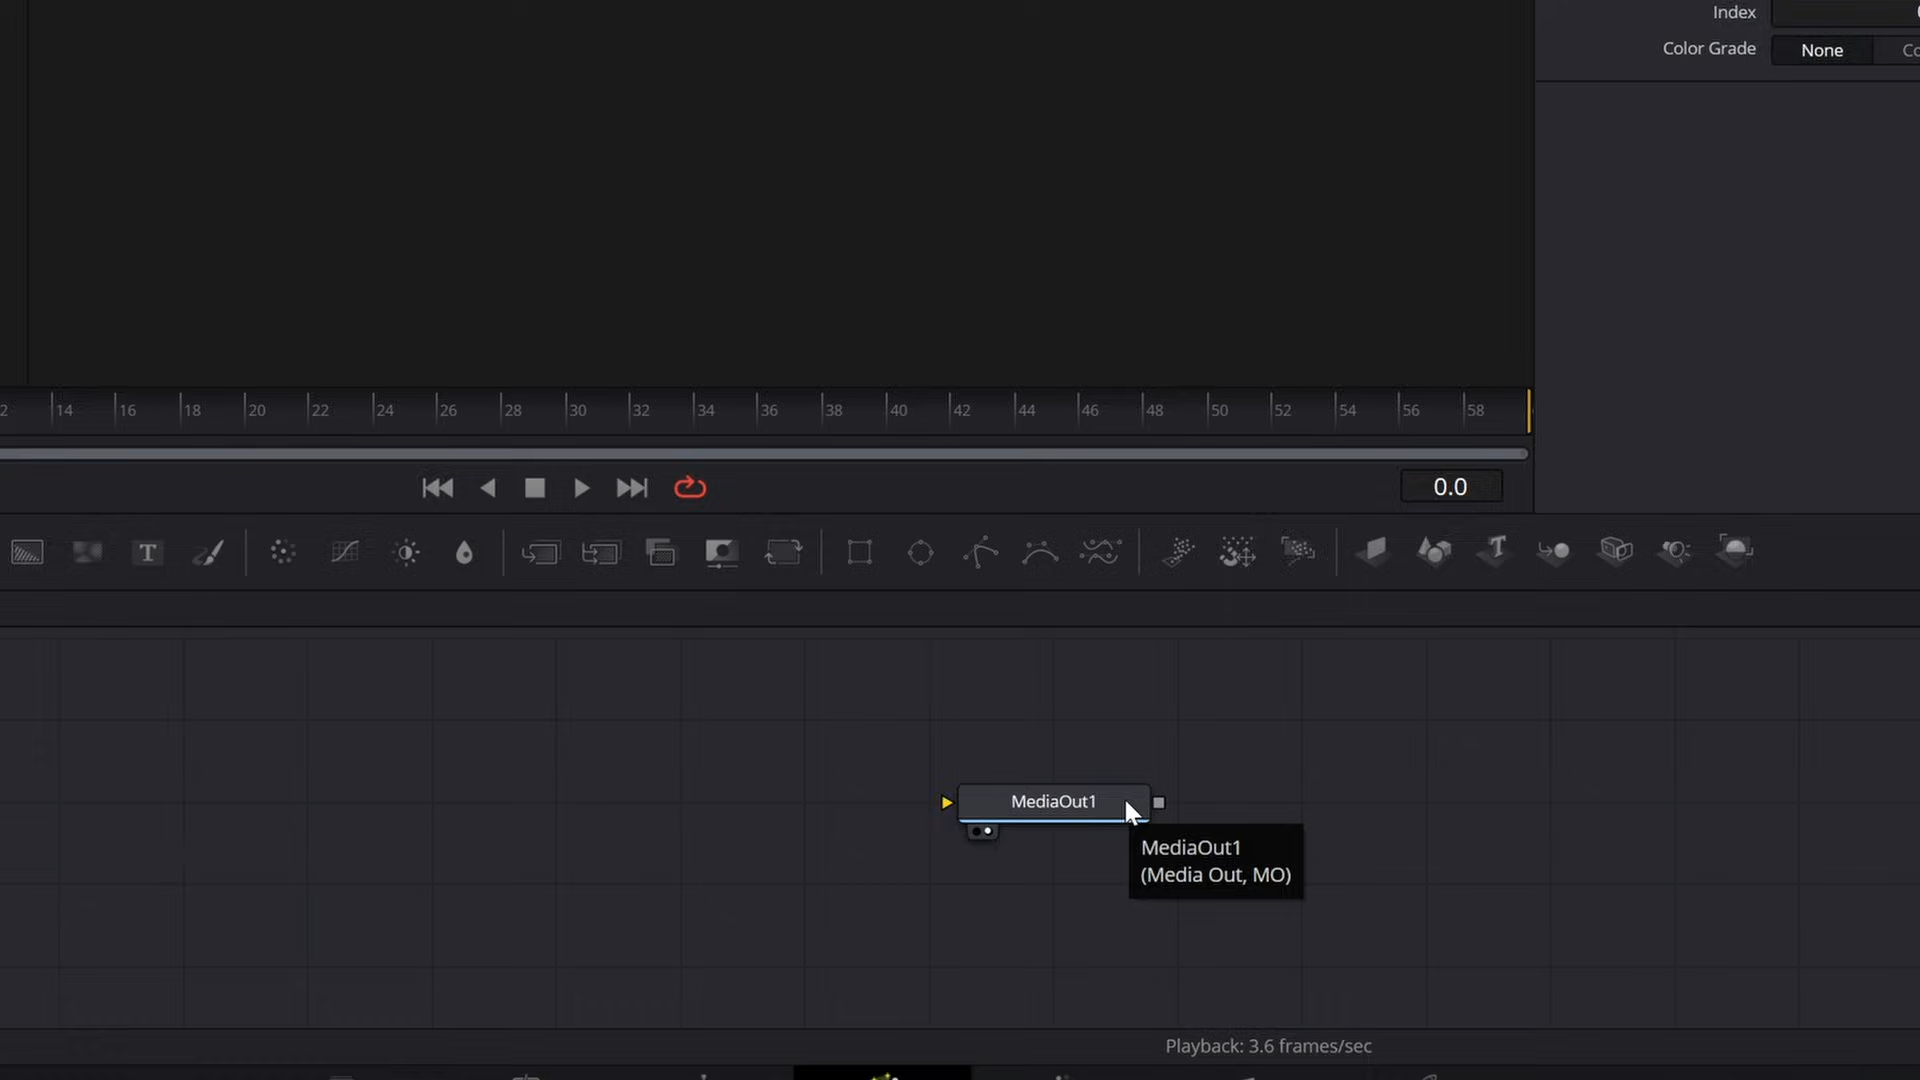 Index
Color Grade None
14 16 18 20 22 24 26 28 30 32 34 36 38 40 42 44 46 48 50 52 54 56 58
0.0
T
MediaOut1
MediaOut1
(Media Out, MO)
Playback: 3.6 frames/sec